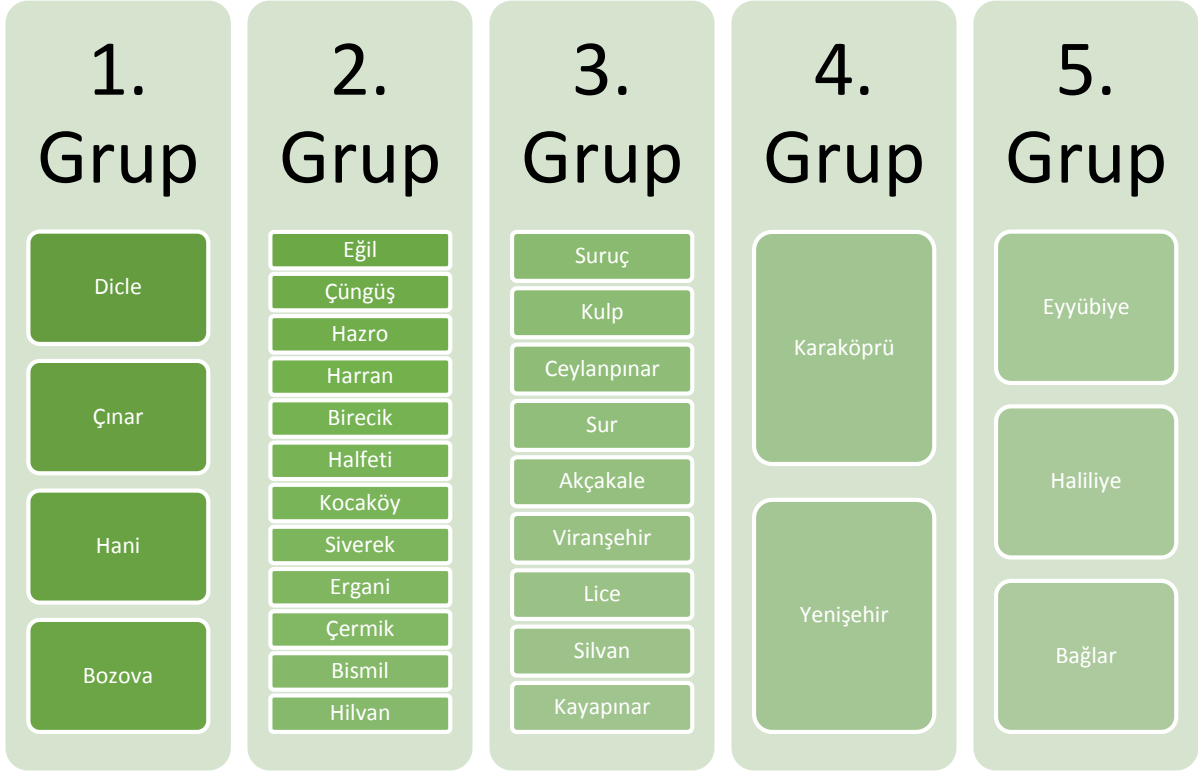 1.
Grup
Dicle
Çınar
Hani
Bozova
2.
Grup
Eğil
Çüngüş
Hazro
Harran
Birecik
Halfeti
Kocaköy
Siverek
Ergani
Çermik
Bismil
Hilvan
3.
Grup
Suruç
Kulp
Ceylanpınar
Sur
Akçakale
Viranşehir
Lice
Silvan
Kayapınar
4.
Grup
Karaköprü
Yenişehir
5.
Grup
Eyyübiye
Haliliye
Bağlar